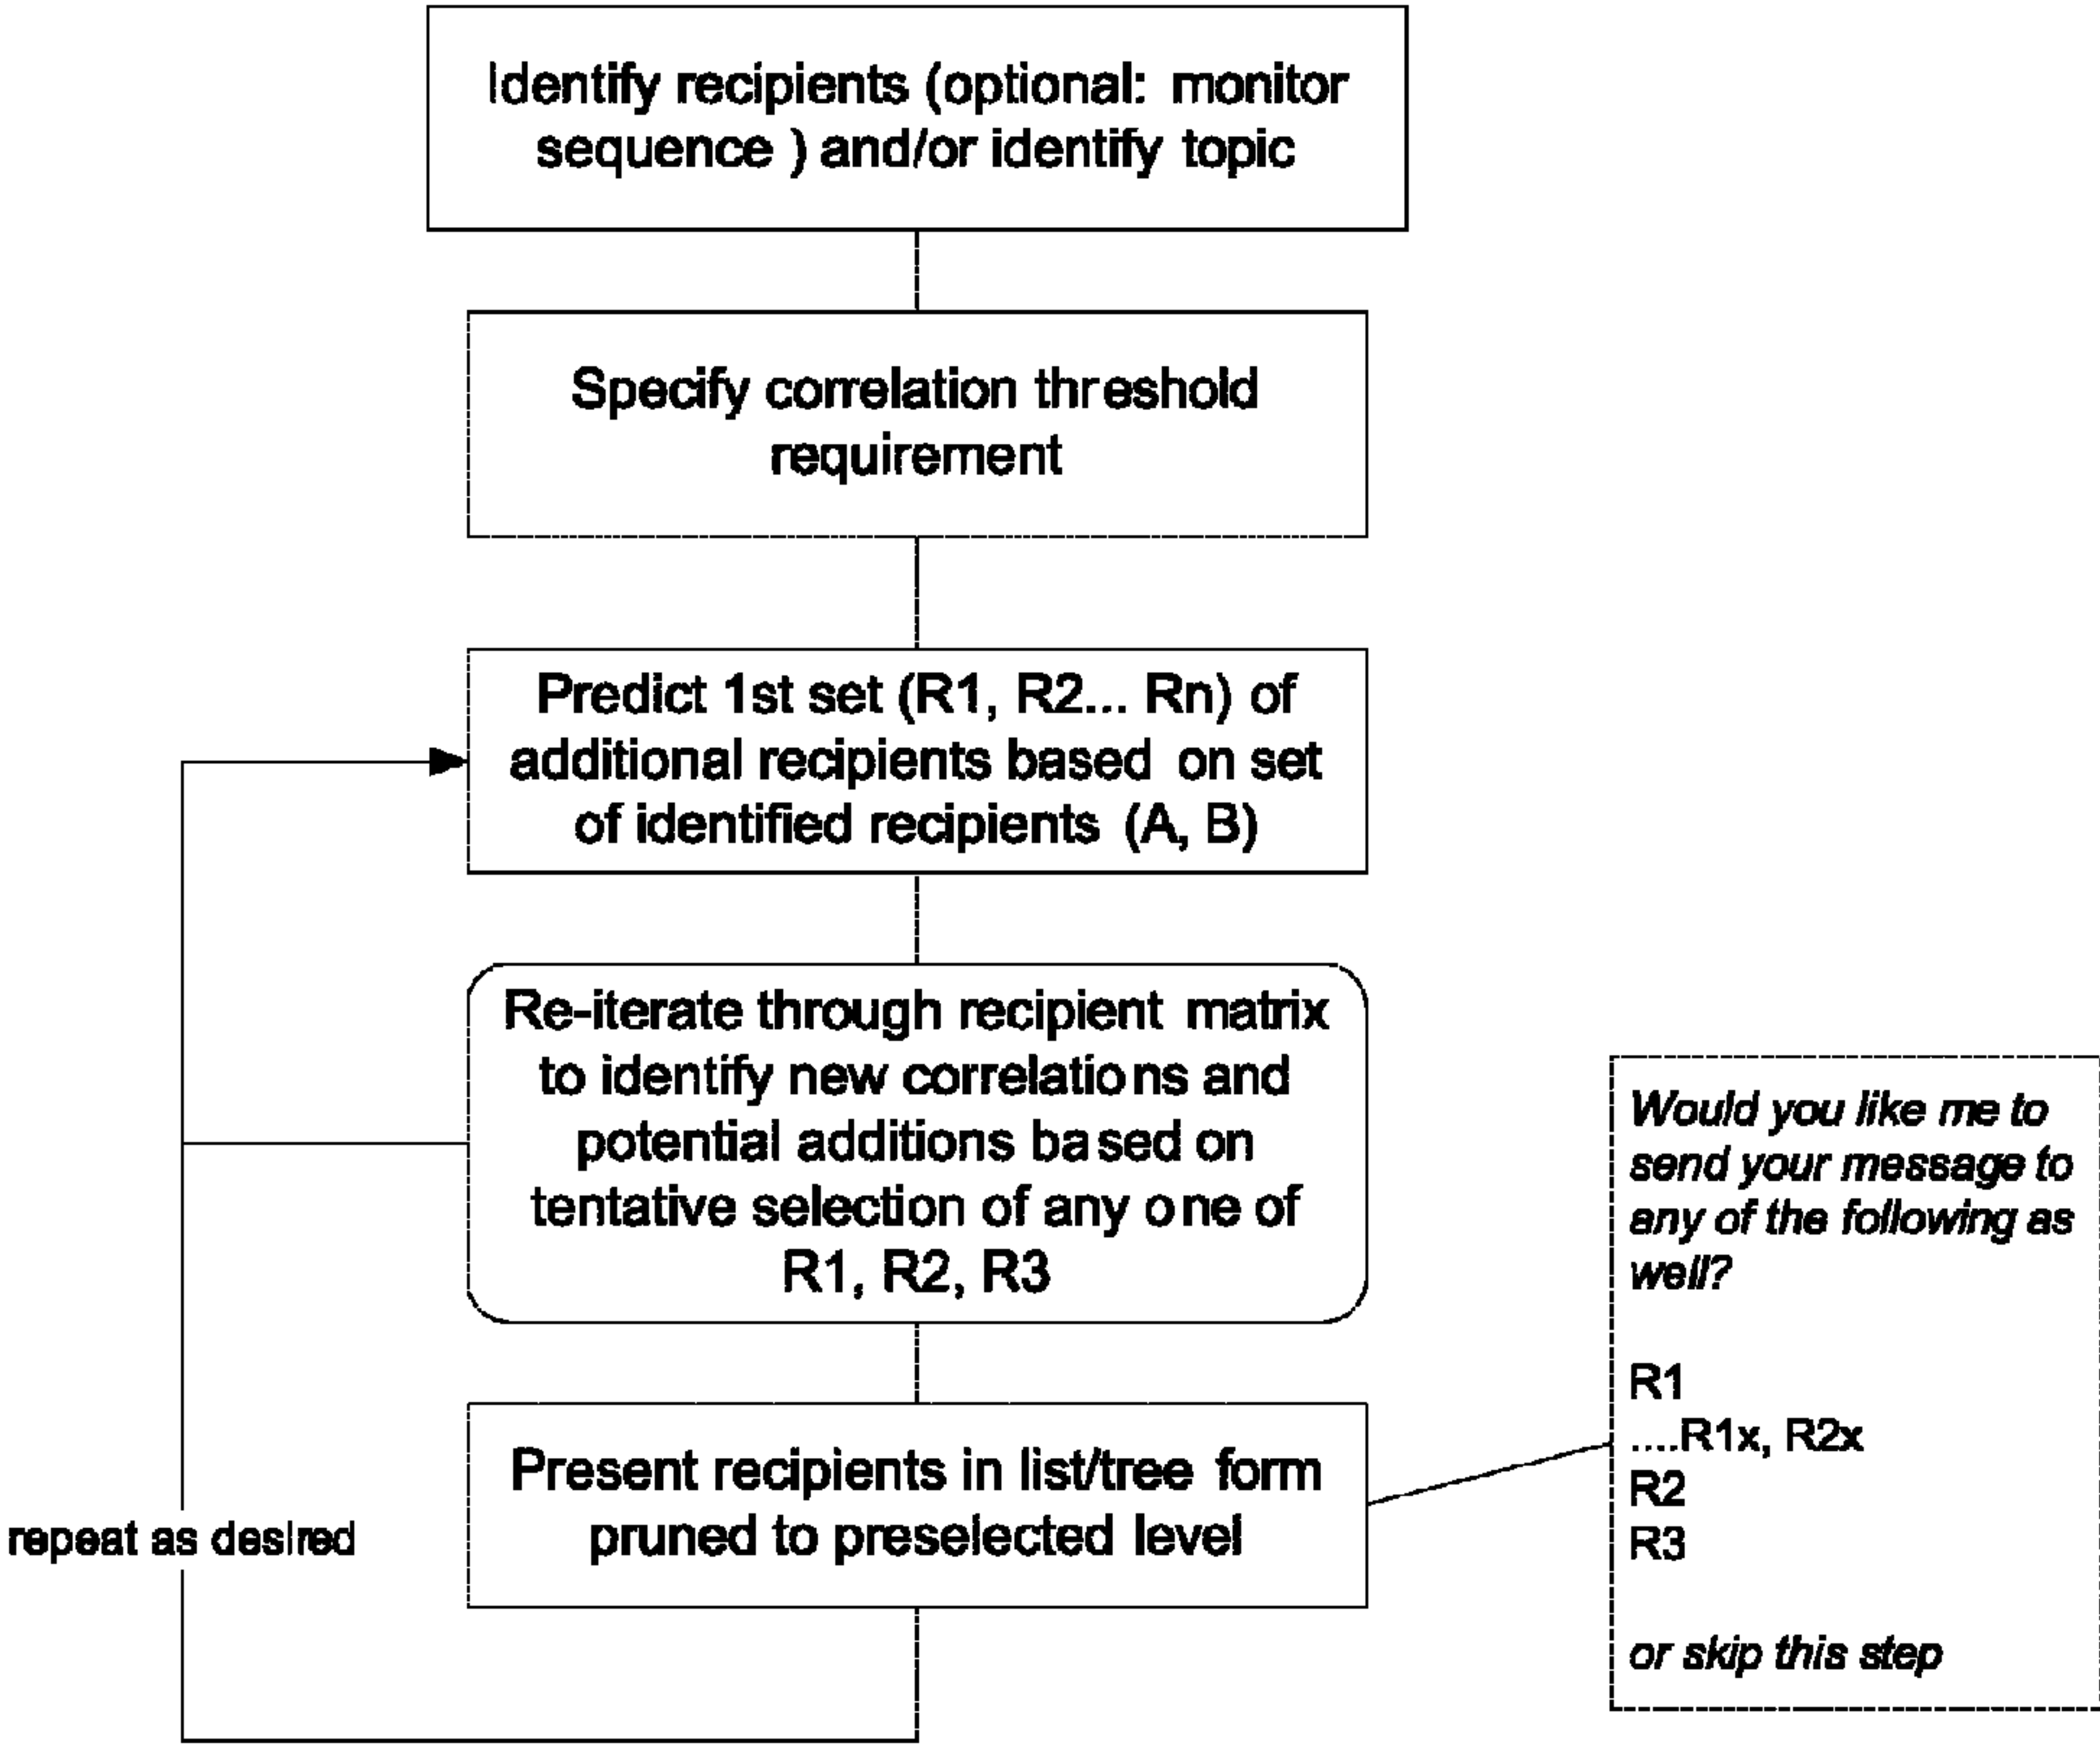 Identify recipients (optional: monitor
sequence ) and/or identify topic
Specify correlation threshold
requirement
Predict 1st set (R1, R2... Rn) of
additional recipients based on set
of identified recipients (A, B)
Re-iterate through recipient matrix
to identify new correlations and
potential additions based on
tentative selection of any one of
R1, R2, R3
Present recipients in list/tree form
pruned to preselected level
repeat as desired
Would you like me to
send your message to
any of the following as
well?
R1
....R1x, R2x
R2
R3
or skip this step